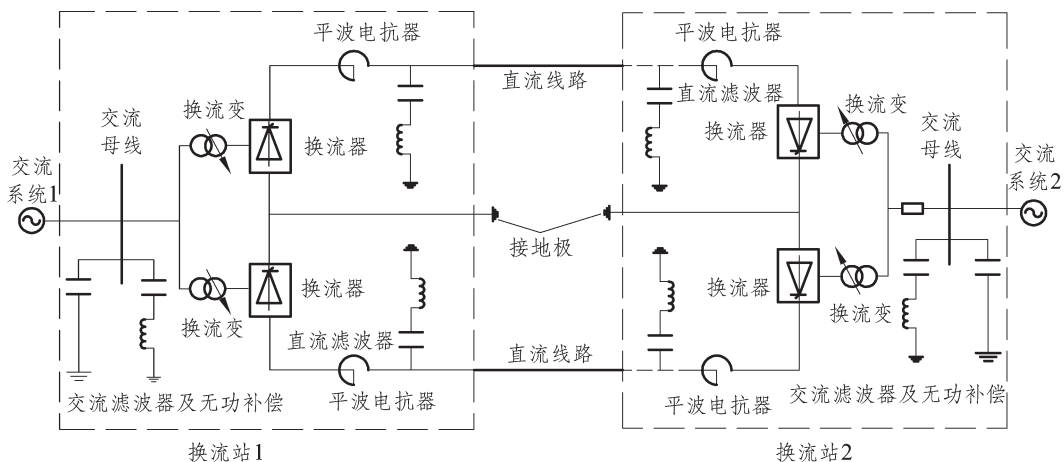 平波电抗器
平波电抗器
直流线路
直流滤波器
换流变
换流变
交流
母线
换流器
换流器
交流
母线
交流
系统1
交流
系统2
接地极
换流器
换流器
换流变
换流变
直流滤波器
直流线路
交流滤波器及无功补偿
平波电抗器
平波电抗器
交流滤波器及无功补偿
换流站1
换流站2